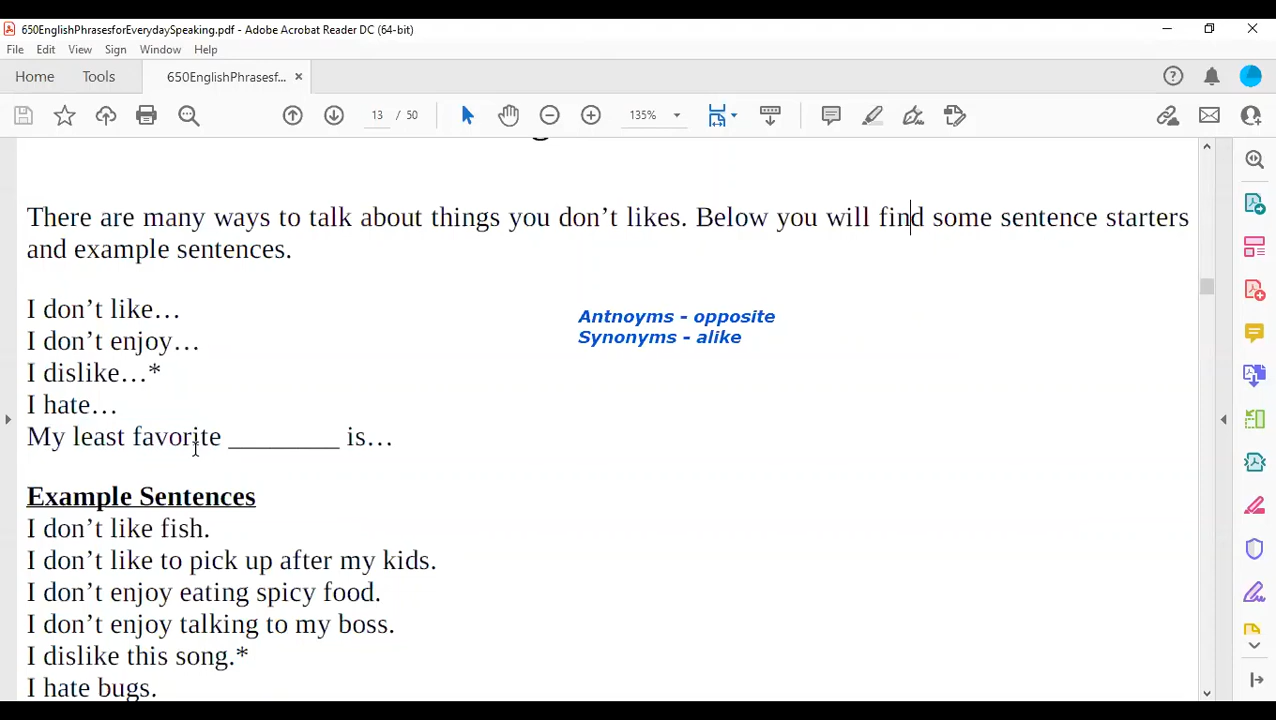 650EnglishPhrasesforEverydaySpeaking.pdf - Adobe Acrobat Reader DC (64-bit)
File Edit View Sign Window Help
Home Tools 650EnglishPhrasesf... ×
13 / 50 135%
There are many ways to talk about things you don’t likes. Below you will find some sentence starters
and example sentences.
I don’t like…
I don’t enjoy…
I dislike…*
I hate…
My least favorite ________ is…
Antnoyms - opposite
Synonyms - alike
Example Sentences
I don’t like fish.
I don’t like to pick up after my kids.
I don’t enjoy eating spicy food.
I don’t enjoy talking to my boss.
I dislike this song.*
I hate bugs.